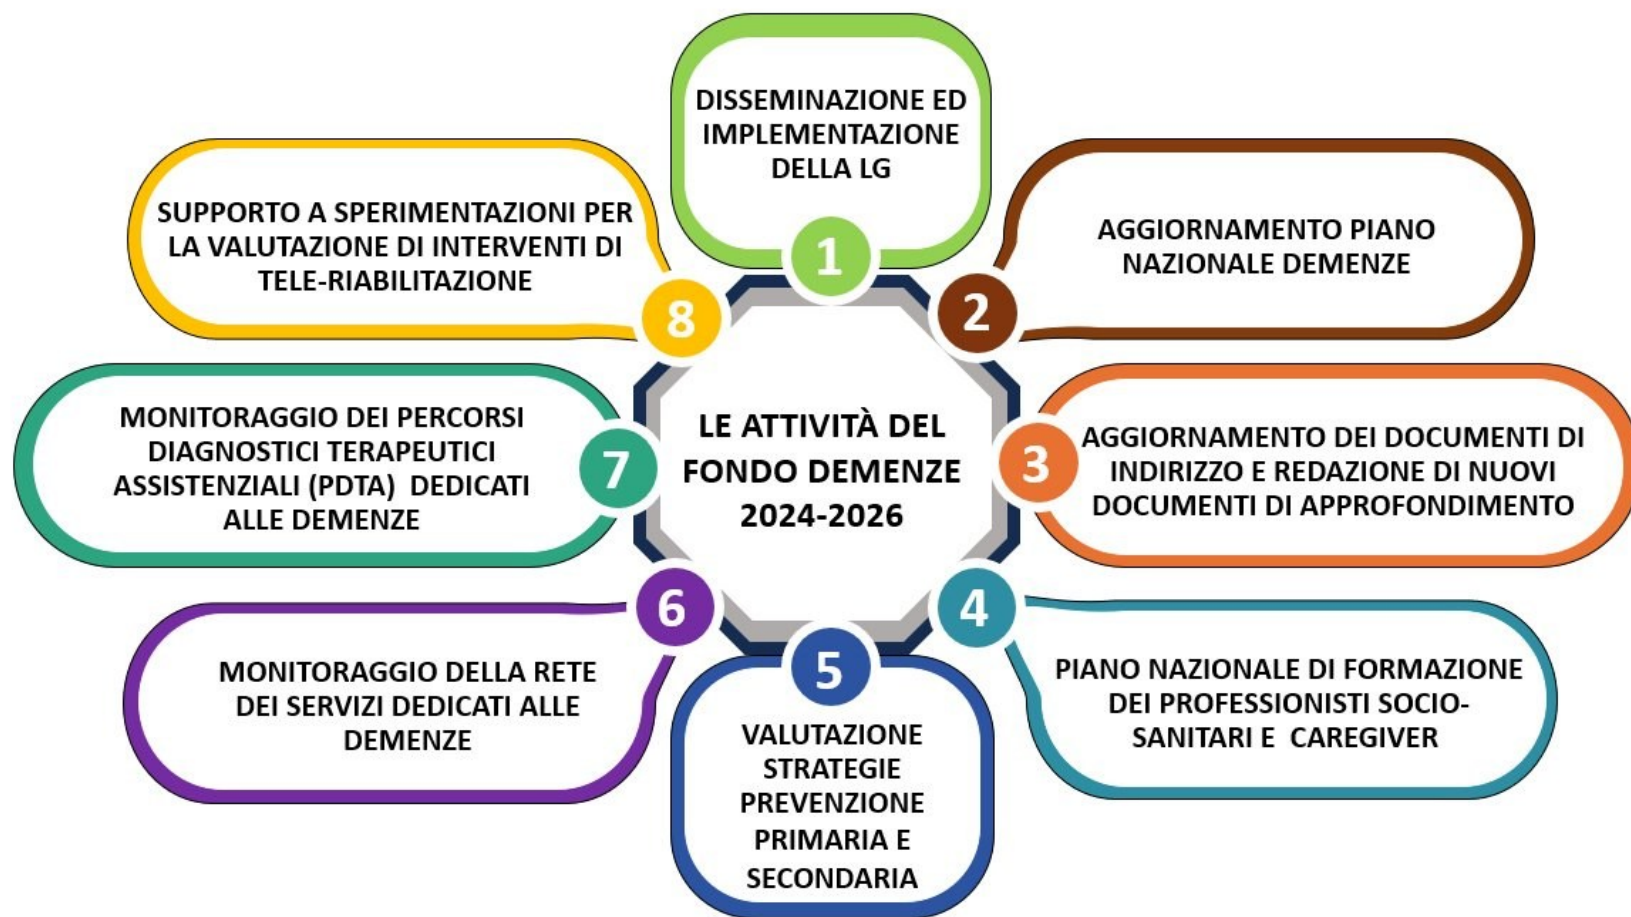 LE ATTIVITÀ DEL
FONDO DEMENZE
2024-2026
1
DISSEMINAZIONE ED
IMPLEMENTAZIONE
DELLA LG
2
AGGIORNAMENTO PIANO
NAZIONALE DEMENZE
3
AGGIORNAMENTO DEI DOCUMENTI DI
INDIRIZZO E REDAZIONE DI NUOVI
DOCUMENTI DI APPROFONDIMENTO
4
PIANO NAZIONALE DI FORMAZIONE
DEI PROFESSIONISTI SOCIO-
SANITARI E CAREGIVER
5
VALUTAZIONE
STRATEGIE
PREVENZIONE
PRIMARIA E
SECONDARIA
6
MONITORAGGIO DELLA RETE
DEI SERVIZI DEDICATI ALLE
DEMENZE
7
MONITORAGGIO DEI PERCORSI
DIAGNOSTICI TERAPEUTICI
ASSISTENZIALI (PDTA) DEDICATI
ALLE DEMENZE
8
SUPPORTO A SPERIMENTAZIONI PER
LA VALUTAZIONE DI INTERVENTI DI
TELE-RIABILITAZIONE